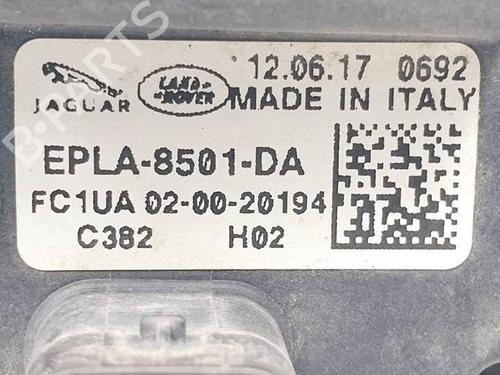 12.06.17 0692
JAGUAR
LAND ROVER
MADE IN ITALY
EPLA-8501-DA
FC1UA 02-00-20194
C382 H02
B-PARTS